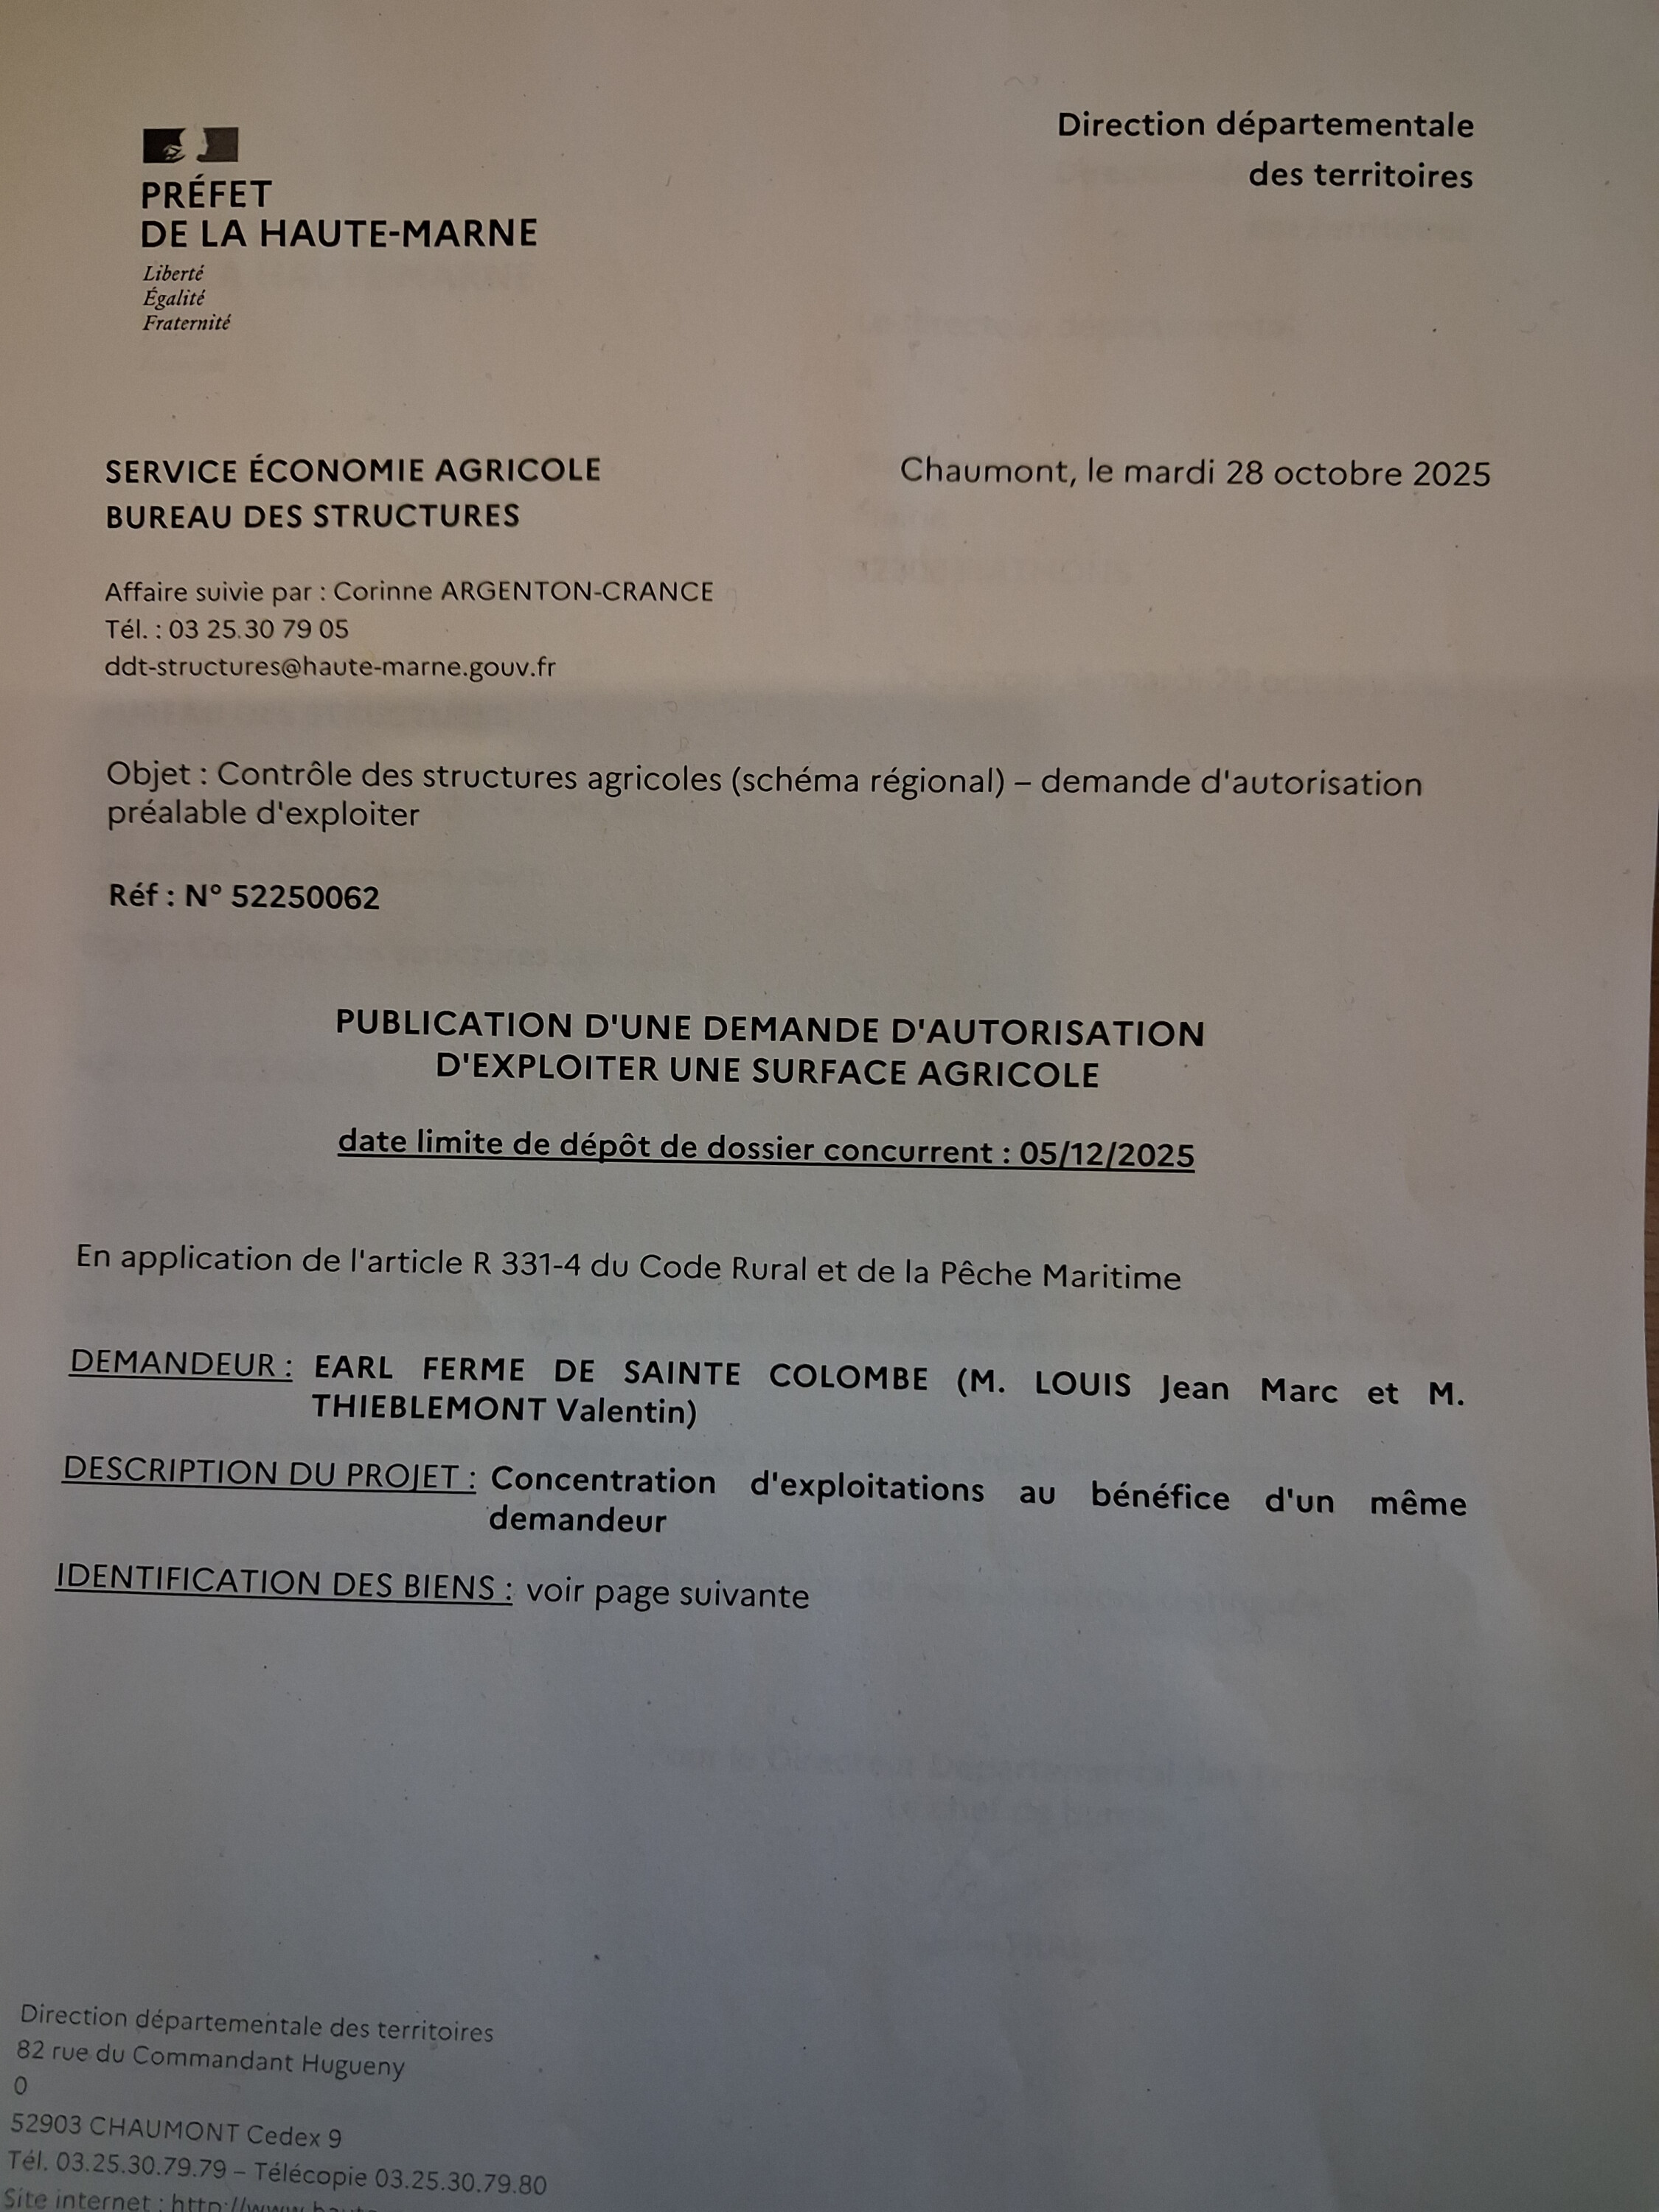 Direction départementale
des territoires
PRÉFET
DE LA HAUTE-MARNE
Liberté
Égalité
Fraternité
SERVICE ÉCONOMIE AGRICOLE
BUREAU DES STRUCTURES
Chaumont, le mardi 28 octobre 2025
Affaire suivie par : Corinne ARGENTON-CRANCE
Tél. : 03 25.30 79 05
ddt-structures@haute-marne.gouv.fr
Objet : Contrôle des structures agricoles (schéma régional) – demande d'autorisation
préalable d'exploiter
Réf : N° 52250062
PUBLICATION D'UNE DEMANDE D'AUTORISATION
D'EXPLOITER UNE SURFACE AGRICOLE
date limite de dépôt de dossier concurrent : 05/12/2025
En application de l'article R 331-4 du Code Rural et de la Pêche Maritime
DEMANDEUR : EARL FERME DE SAINTE COLOMBE (M. LOUIS Jean Marc et M.
THIEBLEMONT Valentin)
DESCRIPTION DU PROJET : Concentration d'exploitations au bénéfice d'un même
demandeur
IDENTIFICATION DES BIENS : voir page suivante
Direction départementale des territoires
82 rue du Commandant Hugueny
0
52903 CHAUMONT Cedex 9
Tél. 03.25.30.79.79 – Télécopie 03.25.30.79.80
Site internet : http://www